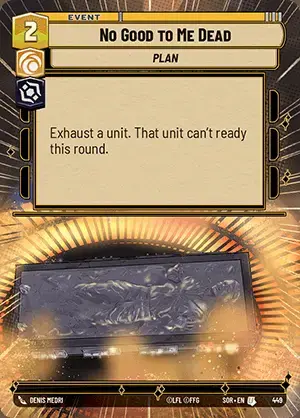 EVENT
2
NO GOOD TO ME DEAD
PLAN
Exhaust a unit. That unit can't ready
this round.
DENIS MEDRI
©LFL ©FFG
SOR • EN
449